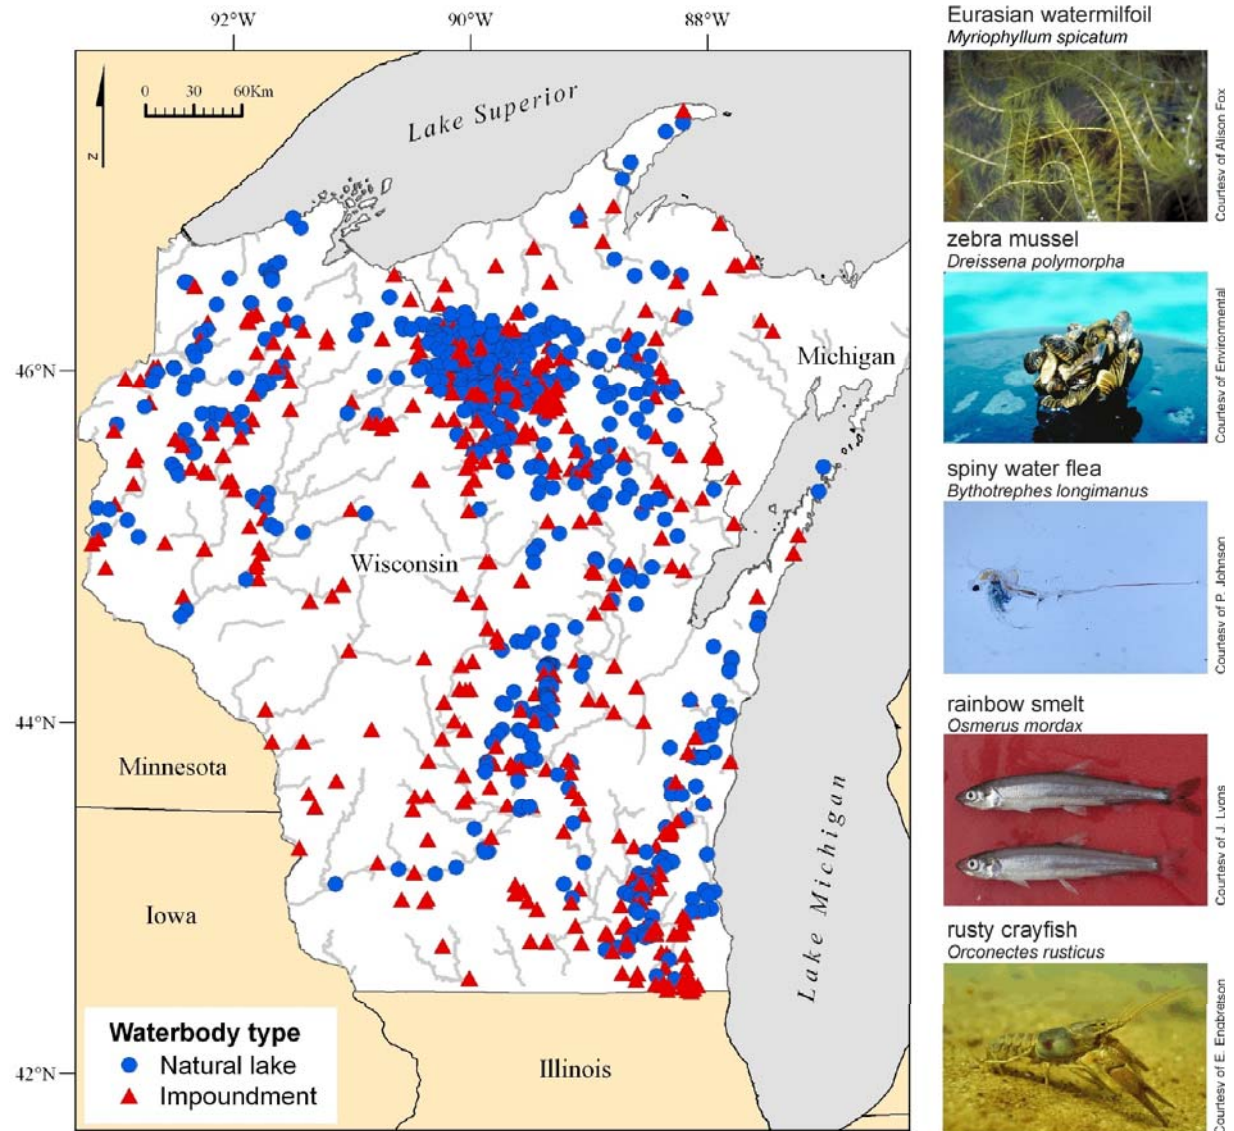 92°W
90°W
88°W
0 30 60Km
N
Lake Superior
46°N
Michigan
Wisconsin
44°N
Minnesota
Iowa
Lake Michigan
Waterbody type
Natural lake
Impoundment
Illinois
42°N
Eurasian watermilfoil
Myriophyllum spicatum
Courtesy of Alison Fox
zebra mussel
Dreissena polymorpha
Courtesy of Environmental
spiny water flea
Bythotrephes longimanus
Courtesy of P. Johnson
rainbow smelt
Osmerus mordax
Courtesy of J. Lyons
rusty crayfish
Orconectes rusticus
Courtesy of E. Engbretson